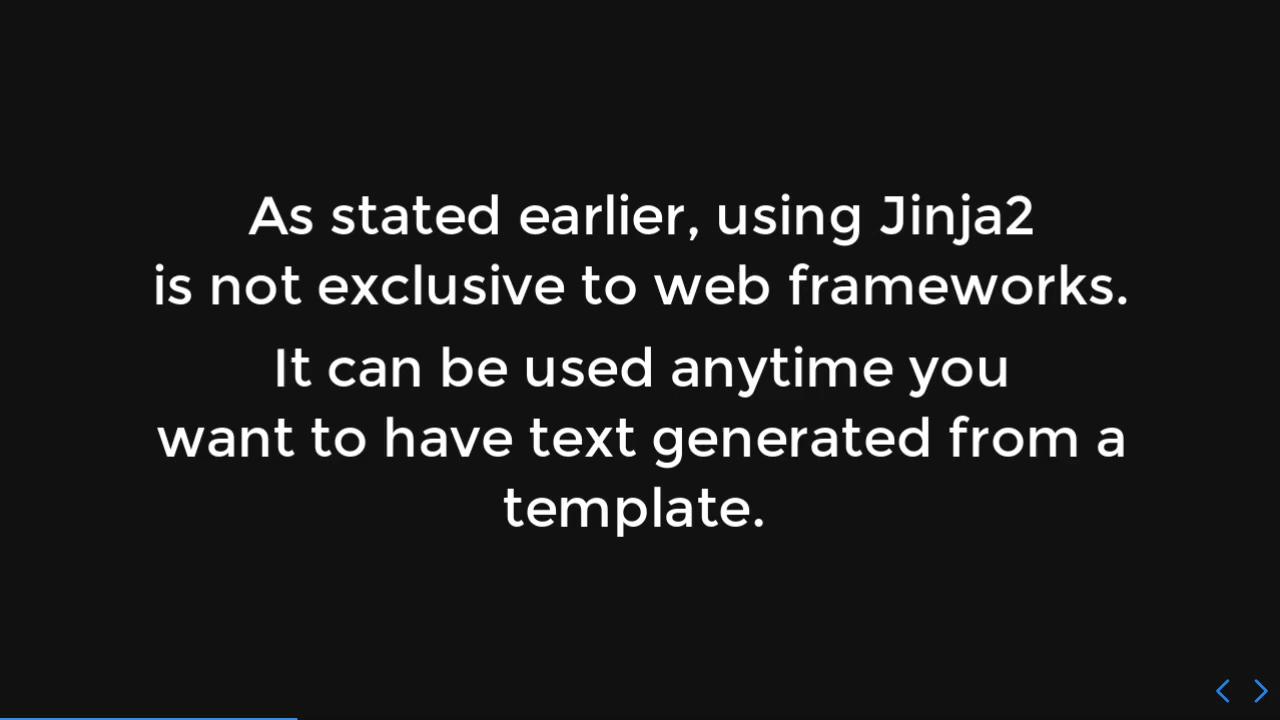 As stated earlier, using Jinja2
is not exclusive to web frameworks.
It can be used anytime you
want to have text generated from a
template.